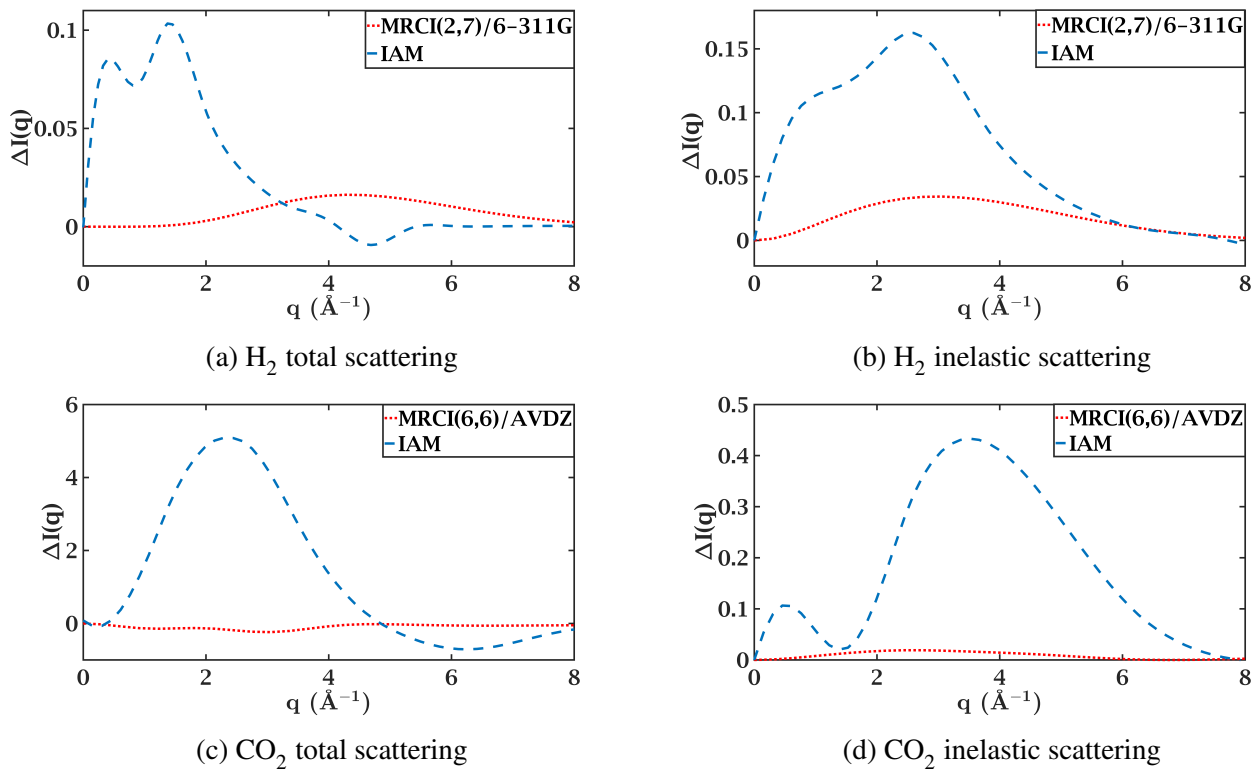 MRCI(2,7)/6-311G
IAM
0.1
0.05
0
ΔI(q)
0 2 4 6 8
q (Å⁻¹)
(a) H₂ total scattering
MRCI(2,7)/6-311G
IAM
0.15
0.1
0.05
0
ΔI(q)
0 2 4 6 8
q (Å⁻¹)
(b) H₂ inelastic scattering
MRCI(6,6)/AVDZ
IAM
6
4
2
0
ΔI(q)
0 2 4 6 8
q (Å⁻¹)
(c) CO₂ total scattering
MRCI(6,6)/AVDZ
IAM
0.5
0.4
0.3
0.2
0.1
0
ΔI(q)
0 2 4 6 8
q (Å⁻¹)
(d) CO₂ inelastic scattering